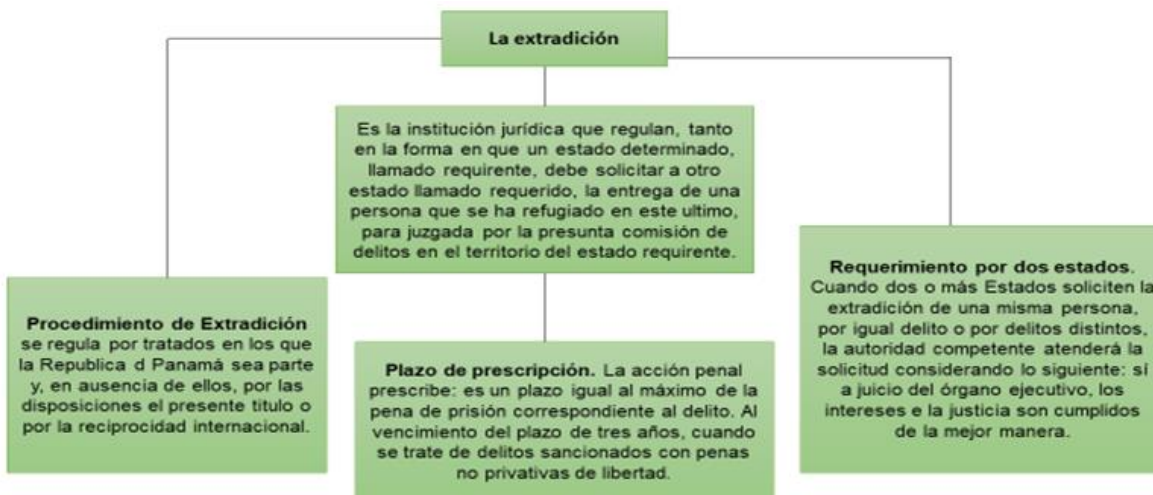 La extradición
Es la institución jurídica que regulan, tanto
en la forma en que un estado determinado,
llamado requirente, debe solicitar a otro
estado llamado requerido, la entrega de una
persona que se ha refugiado en este ultimo,
para juzgada por la presunta comisión de
delitos en el territorio del estado requirente.
Procedimiento de Extradición
se regula por tratados en los que
la Republica d Panamá sea parte
y, en ausencia de ellos, por las
disposiciones el presente titulo o
por la reciprocidad internacional.
Plazo de prescripción. La acción penal
prescribe: es un plazo igual al máximo de la
pena de prisión correspondiente al delito. Al
vencimiento del plazo de tres años, cuando
se trate de delitos sancionados con penas
no privativas de libertad.
Requerimiento por dos estados.
Cuando dos o más Estados soliciten la
extradición de una misma persona,
por igual delito o por delitos distintos,
la autoridad competente atenderá la
solicitud considerando lo siguiente: sí
a juicio del órgano ejecutivo, los
intereses e la justicia son cumplidos
de la mejor manera.